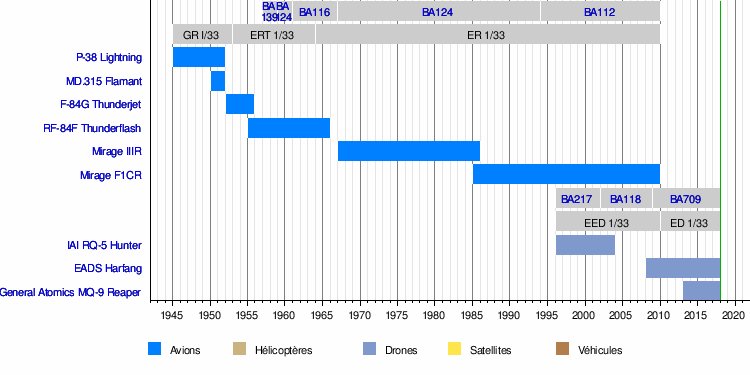 BA BA
139 124 BA116 BA124 BA112
GR I/33 ERT 1/33 ER 1/33
P-38 Lightning
MD.315 Flamant
F-84G Thunderjet
RF-84F Thunderflash
Mirage IIIR
Mirage F1CR
BA217 BA118 BA709
EED 1/33 ED 1/33
IAI RQ-5 Hunter
EADS Harfang
General Atomics MQ-9 Reaper
1945 1950 1955 1960 1965 1970 1975 1980 1985 1990 1995 2000 2005 2010 2015 2020
Avions Hélicoptères Drones Satellites Véhicules